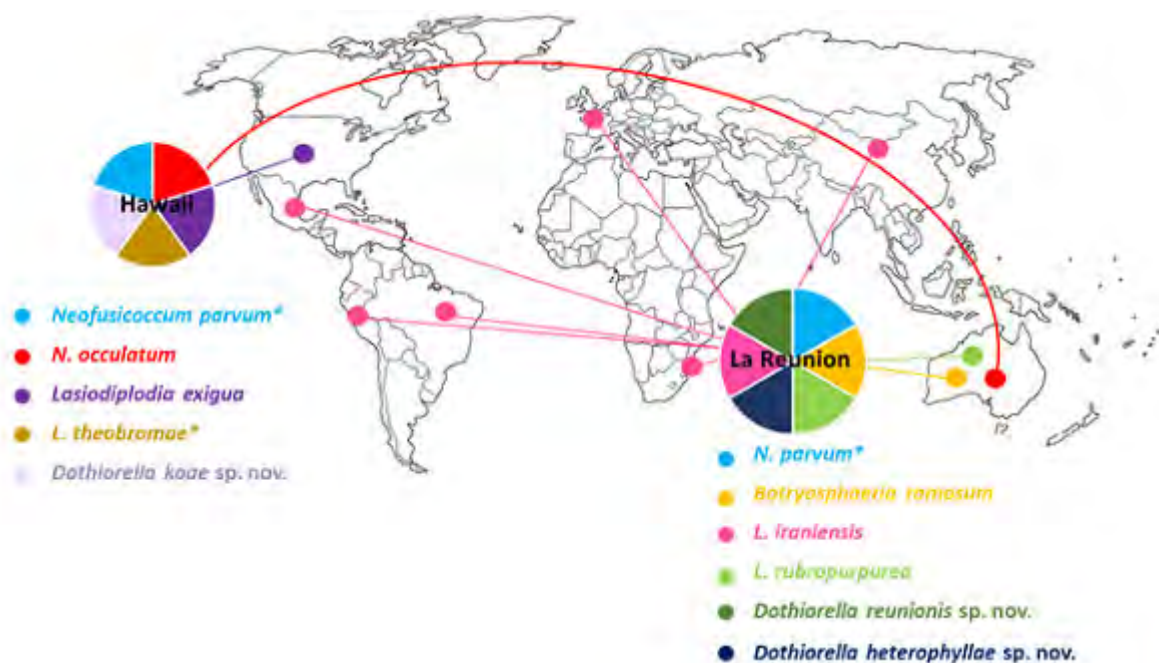 Hawaii
Neofusicoccum parvum*
N. occulatum
Lasiodiplodia exigua
L. theobromae*
Dothiorella koae sp. nov.
La Reunion
N. parvum*
Botryosphaeria ramosum
L. iraniensis
L. rubropurpurea
Dothiorella reunionis sp. nov.
Dothiorella heterophyllae sp. nov.